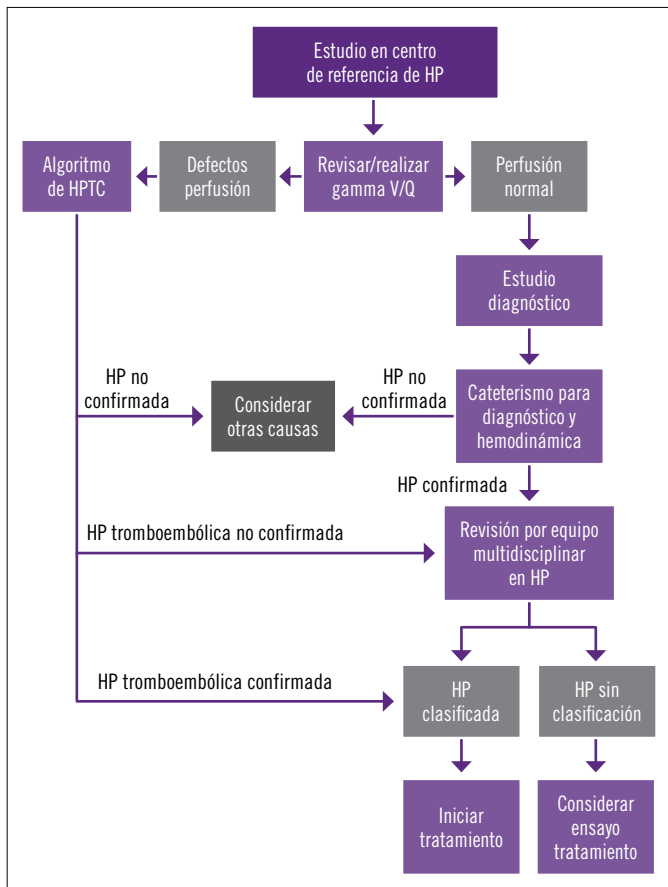 Estudio en centro
de referencia de HP
Algoritmo
de HPTC
Defectos
perfusión
Revisar/realizar
gamma V/Q
Perfusión
normal
Estudio
diagnóstico
HP no
confirmada
Considerar
otras causas
HP no
confirmada
Cateterismo para
diagnóstico y
hemodinámica
HP confirmada
HP tromboembólica no confirmada
Revisión por equipo
multidisciplinar
en HP
HP tromboembólica confirmada
HP
clasificada
HP sin
clasificación
Iniciar
tratamiento
Considerar
ensayo
tratamiento